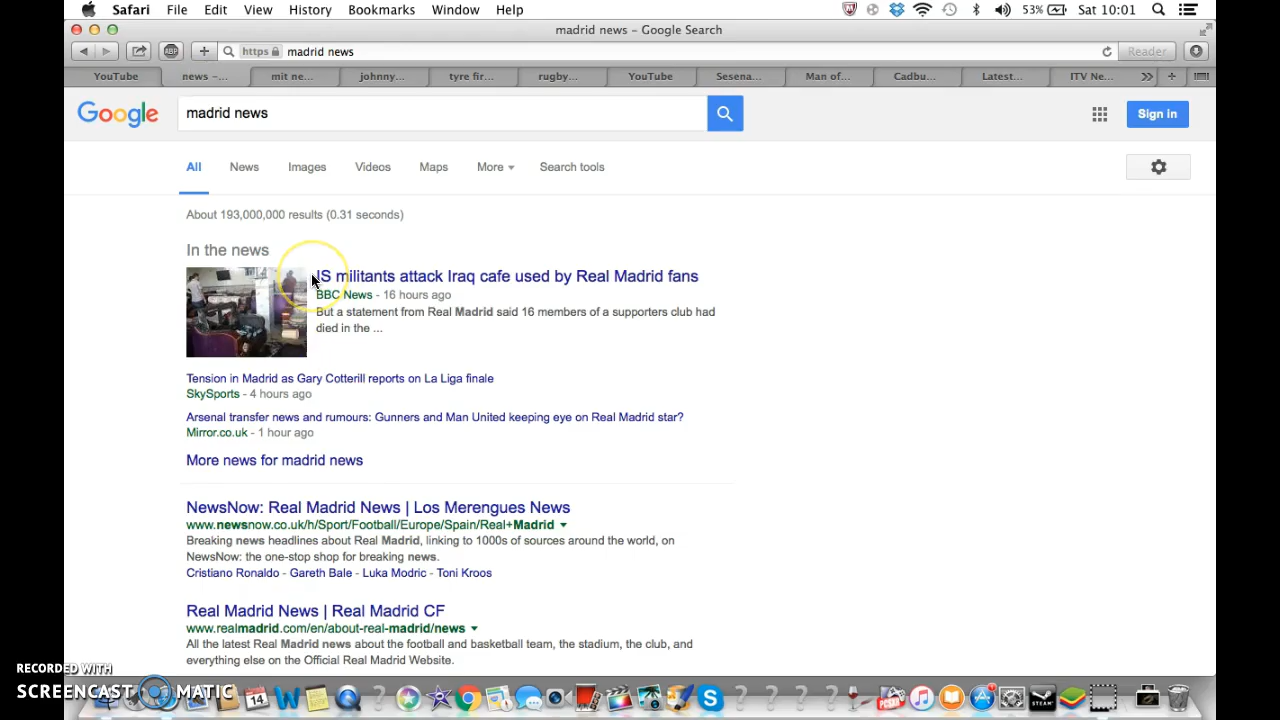 Safari File Edit View History Bookmarks Window Help 53% Sat 10:01
madrid news – Google Search
https madrid news Reader
ABP
YouTube news –... mit ne... johnny... tyre fir... rugby... YouTube Sesena... Man of... Cadbu... Latest... ITV Ne...
Google madrid news Sign in
All News Images Videos Maps More Search tools
About 193,000,000 results (0.31 seconds)
In the news
IS militants attack Iraq cafe used by Real Madrid fans
BBC News - 16 hours ago
But a statement from Real Madrid said 16 members of a supporters club had
died in the ...
Tension in Madrid as Gary Cotterill reports on La Liga finale
SkySports - 4 hours ago
Arsenal transfer news and rumours: Gunners and Man United keeping eye on Real Madrid star?
Mirror.co.uk - 1 hour ago
More news for madrid news
NewsNow: Real Madrid News | Los Merengues News
www.newsnow.co.uk/h/Sport/Football/Europe/Spain/Real+Madrid
Breaking news headlines about Real Madrid, linking to 1000s of sources around the world, on
NewsNow: the one-stop shop for breaking news.
Cristiano Ronaldo - Gareth Bale - Luka Modric - Toni Kroos
Real Madrid News | Real Madrid CF
www.realmadrid.com/en/about-real-madrid/news
All the latest Real Madrid news about the football and basketball team, the stadium, the club, and
everything else on the Official Real Madrid Website.
RECORDED WITH
SCREENCAST MATIC
14
STEAM